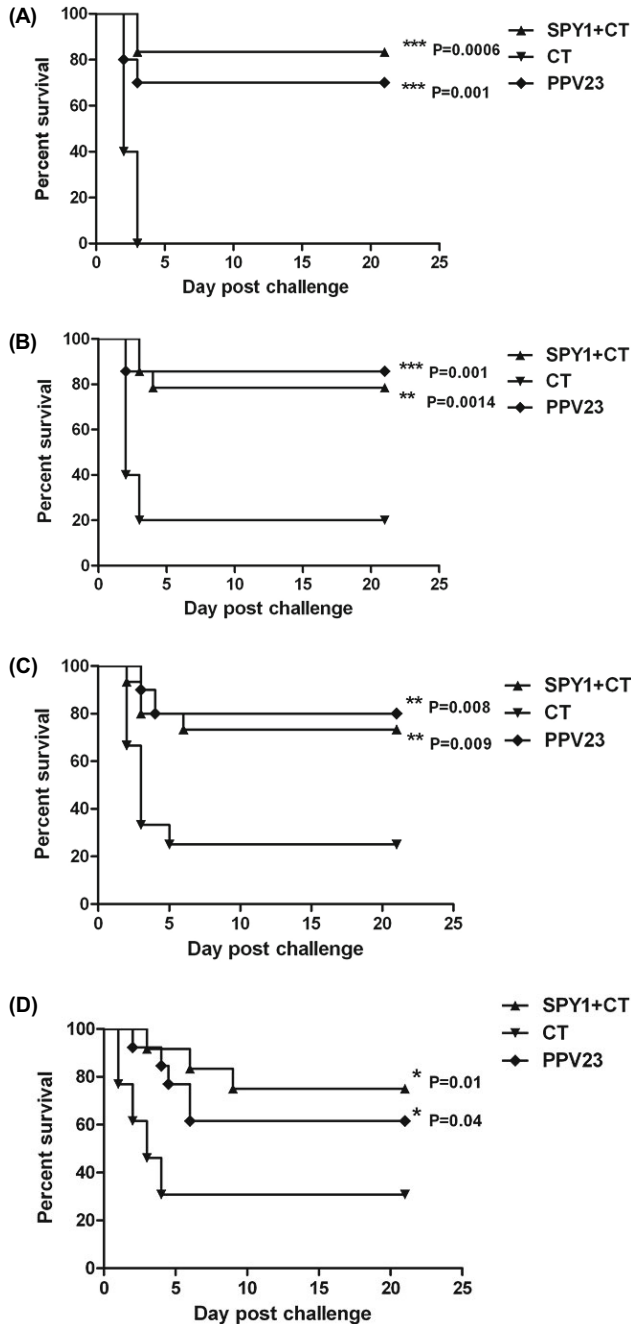 (A)
SPY1+CT
CT
PPV23
*** P=0.0006
*** P=0.001
Percent survival
100
80
60
40
20
0
0 5 10 15 20 25
Day post challenge
(B)
SPY1+CT
CT
PPV23
*** P=0.001
** P=0.0014
Percent survival
100
80
60
40
20
0
0 5 10 15 20 25
Day post challenge
(C)
SPY1+CT
CT
PPV23
** P=0.008
** P=0.009
Percent survival
100
80
60
40
20
0
0 5 10 15 20 25
Day post challenge
(D)
SPY1+CT
CT
PPV23
* P=0.01
* P=0.04
Percent survival
100
80
60
40
20
0
0 5 10 15 20 25
Day post challenge